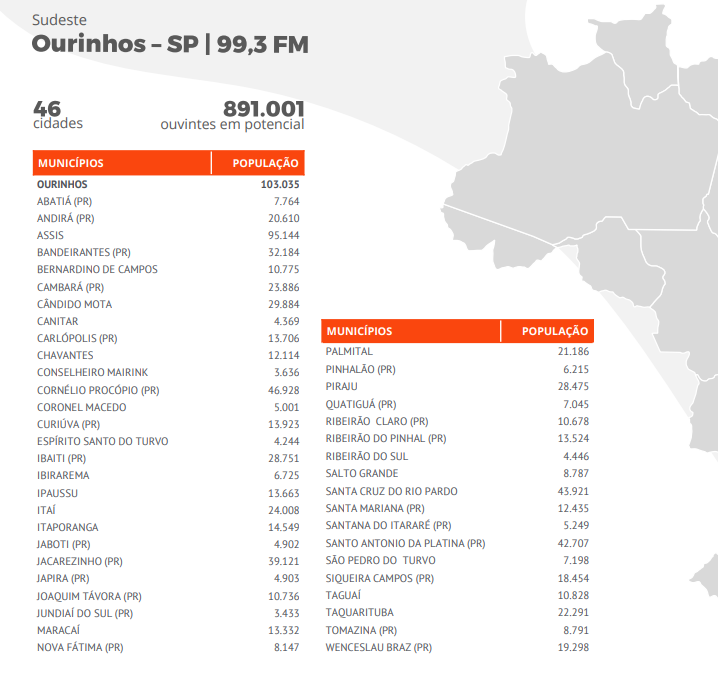 Sudeste
Ourinhos – SP | 99,3 FM
46 891.001
cidades ouvintes em potencial
MUNICÍPIOS POPULAÇÃO
OURINHOS 103.035
ABATIÁ (PR) 7.764
ANDIRÁ (PR) 20.610
ASSIS 95.144
BANDEIRANTES (PR) 32.184
BERNARDINO DE CAMPOS 10.775
CAMBARÁ (PR) 23.886
CÂNDIDO MOTA 29.884
CANITAR 4.369
CARLÓPOLIS (PR) 13.706
CHAVANTES 12.114
CONSELHEIRO MAIRINK 3.636
CORNÉLIO PROCÓPIO (PR) 46.928
CORONEL MACEDO 5.001
CURIÚVA (PR) 13.923
ESPÍRITO SANTO DO TURVO 4.244
IBAITI (PR) 28.751
IBIRAREMA 6.725
IPAUSSU 13.663
ITAÍ 24.008
ITAPORANGA 14.549
JABOTI (PR) 4.902
JACAREZINHO (PR) 39.121
JAPIRA (PR) 4.903
JOAQUIM TÁVORA (PR) 10.736
JUNDIAÍ DO SUL (PR) 3.433
MARACAÍ 13.332
NOVA FÁTIMA (PR) 8.147
MUNICÍPIOS POPULAÇÃO
PALMITAL 21.186
PINHALÃO (PR) 6.215
PIRAJU 28.475
QUATIGUÁ (PR) 7.045
RIBEIRÃO  CLARO (PR) 10.678
RIBEIRÃO DO PINHAL (PR) 13.524
RIBEIRÃO DO SUL 4.446
SALTO GRANDE 8.787
SANTA CRUZ DO RIO PARDO 43.921
SANTA MARIANA (PR) 12.435
SANTANA DO ITARARÉ (PR) 5.249
SANTO ANTONIO DA PLATINA (PR) 42.707
SÃO PEDRO DO  TURVO 7.198
SIQUEIRA CAMPOS (PR) 18.454
TAGUAÍ 10.828
TAQUARITUBA 22.291
TOMAZINA (PR) 8.791
WENCESLAU BRAZ (PR) 19.298